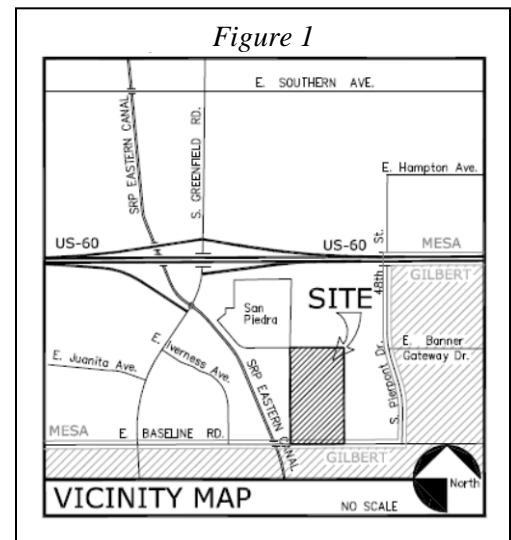 Figure 1
E. SOUTHERN AVE.
SRP EASTERN CANAL
S. GREENFIELD RD.
E. Hampton Ave.
US-60
US-60
48th St.
MESA
GILBERT
San
Piedra
SITE
E. Juanita Ave.
E. Iverness Ave.
SRP EASTERN CANAL
S. Pierpont Dr.
E. Banner
Gateway Dr.
MESA
E. BASELINE RD.
GILBERT
VICINITY MAP
NO SCALE
North